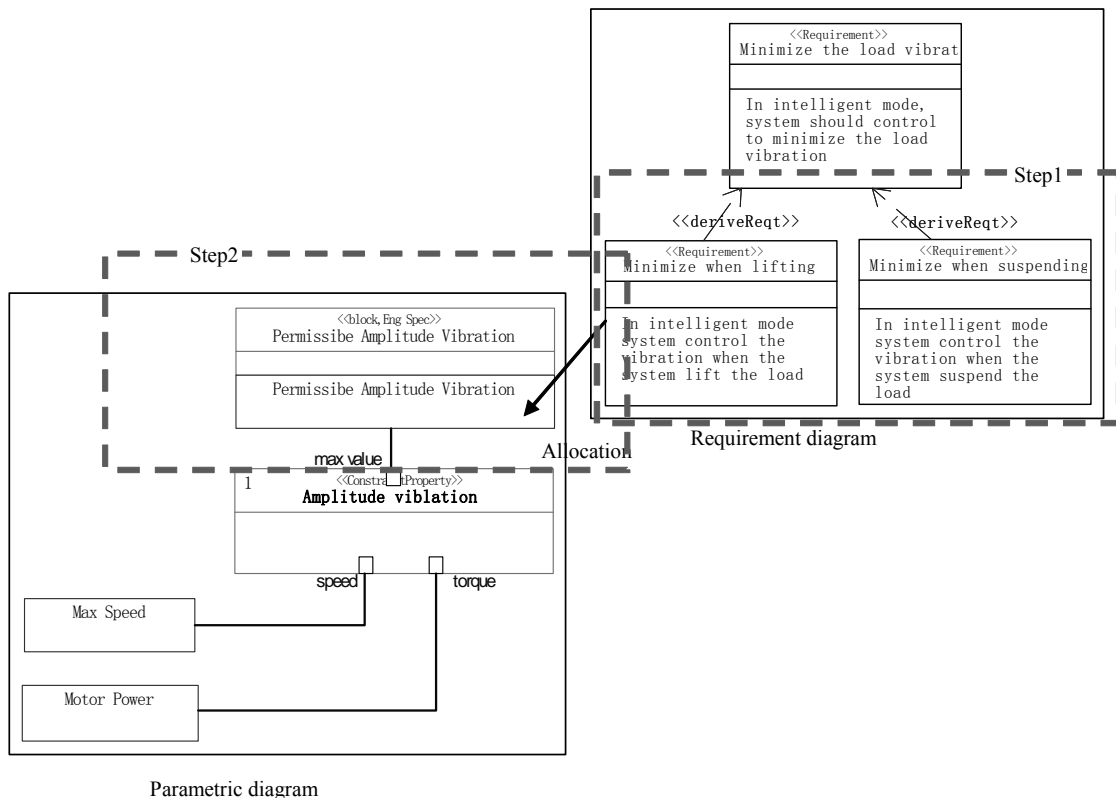 <<Requirement>>
Minimize the load vibrat
In intelligent mode,
system should control
to minimize the load
vibration
Step1
<<deriveReqt>>
<<deriveReqt>>
<<Requirement>>
Minimize when lifting
In intelligent mode
system control the
vibration when the
system lift the load
<<Requirement>>
Minimize when suspending
In intelligent mode
system control the
vibration when the
system suspend the
load
Requirement diagram
Step2
<<block,Eng Spec>>
Permissibe Amplitude Vibration
Permissibe Amplitude Vibration
Allocation
max value
1
<<ConstraintProperty>>
Amplitude viblation
speed
torque
Max Speed
Motor Power
Parametric diagram